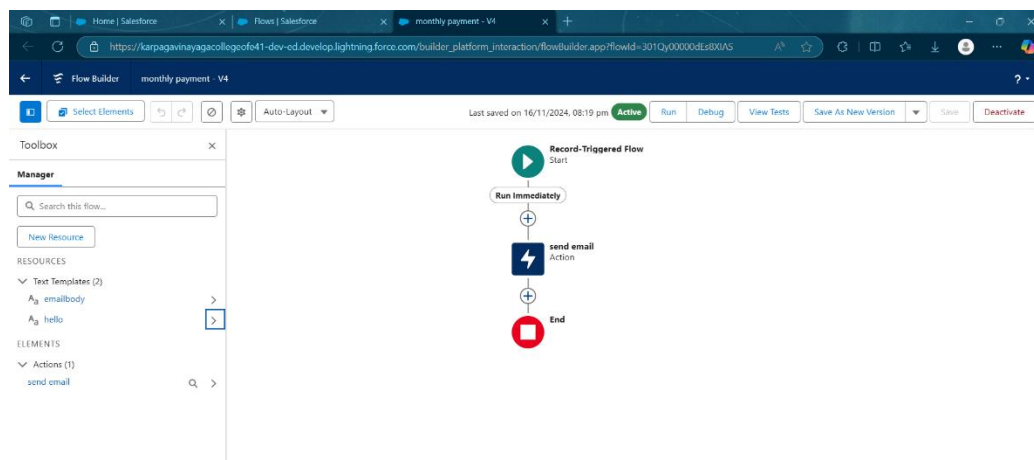 Home | Salesforce
Flows | Salesforce
monthly payment - V4
https://karpagavinayagacollegeofe41-dev-ed.develop.lightning.force.com/builder_platform_interaction/flowBuilder.app?flowId=301Qy00000dEs8XIAS
Flow Builder monthly payment - V4 ?
Select Elements Auto-Layout Last saved on 16/11/2024, 08:19 pm Active Run Debug View Tests Save As New Version Save Deactivate
Toolbox
Manager
Search this flow...
New Resource
RESOURCES
Text Templates (2)
Aa emailbody
Aa hello
ELEMENTS
Actions (1)
send email
Record-Triggered Flow
Start
Run Immediately
send email
Action
End